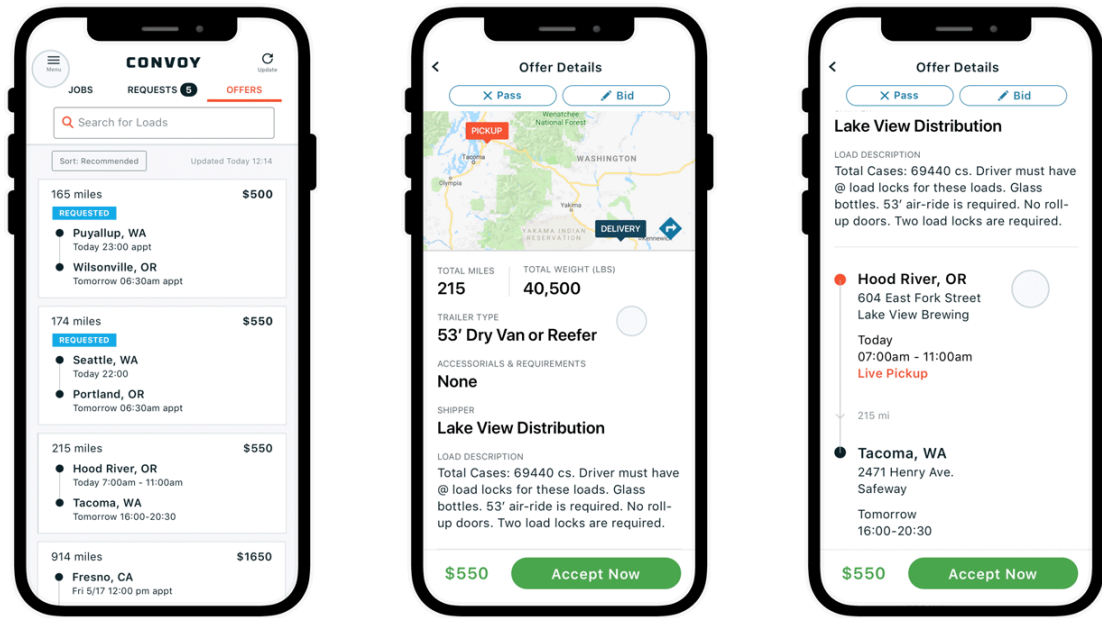 Menu
CONVOY
Update
JOBS
REQUESTS 5
OFFERS
Search for Loads
Sort: Recommended
Updated Today 12:14
165 miles
$500
REQUESTED
Puyallup, WA
Today 23:00 appt
Wilsonville, OR
Tomorrow 06:30am appt
174 miles
$550
REQUESTED
Seattle, WA
Today 22:00
Portland, OR
Tomorrow 06:30am appt
215 miles
$550
Hood River, OR
Today 7:00am - 11:00am
Tacoma, WA
Tomorrow 16:00-20:30
914 miles
$1650
Fresno, CA
Fri 5/17 12:00 pm appt
Offer Details
Pass
Bid
Wenatchee
National Forest
PICKUP
Tacoma
WASHINGTON
Olympia
Yakima
YAKAMA INDIAN
RESERVATION
DELIVERY
Kennewick
TOTAL MILES
215
TOTAL WEIGHT (LBS)
40,500
TRAILER TYPE
53’ Dry Van or Reefer
ACCESSORIALS & REQUIREMENTS
None
SHIPPER
Lake View Distribution
LOAD DESCRIPTION
Total Cases: 69440 cs. Driver must have
@ load locks for these loads. Glass
bottles. 53’ air-ride is required. No roll-
up doors. Two load locks are required.
$550
Accept Now
Offer Details
Pass
Bid
Lake View Distribution
LOAD DESCRIPTION
Total Cases: 69440 cs. Driver must have
@ load locks for these loads. Glass
bottles. 53’ air-ride is required. No roll-
up doors. Two load locks are required.
Hood River, OR
604 East Fork Street
Lake View Brewing
Today
07:00am - 11:00am
Live Pickup
215 mi
Tacoma, WA
2471 Henry Ave.
Safeway
Tomorrow
16:00-20:30
$550
Accept Now